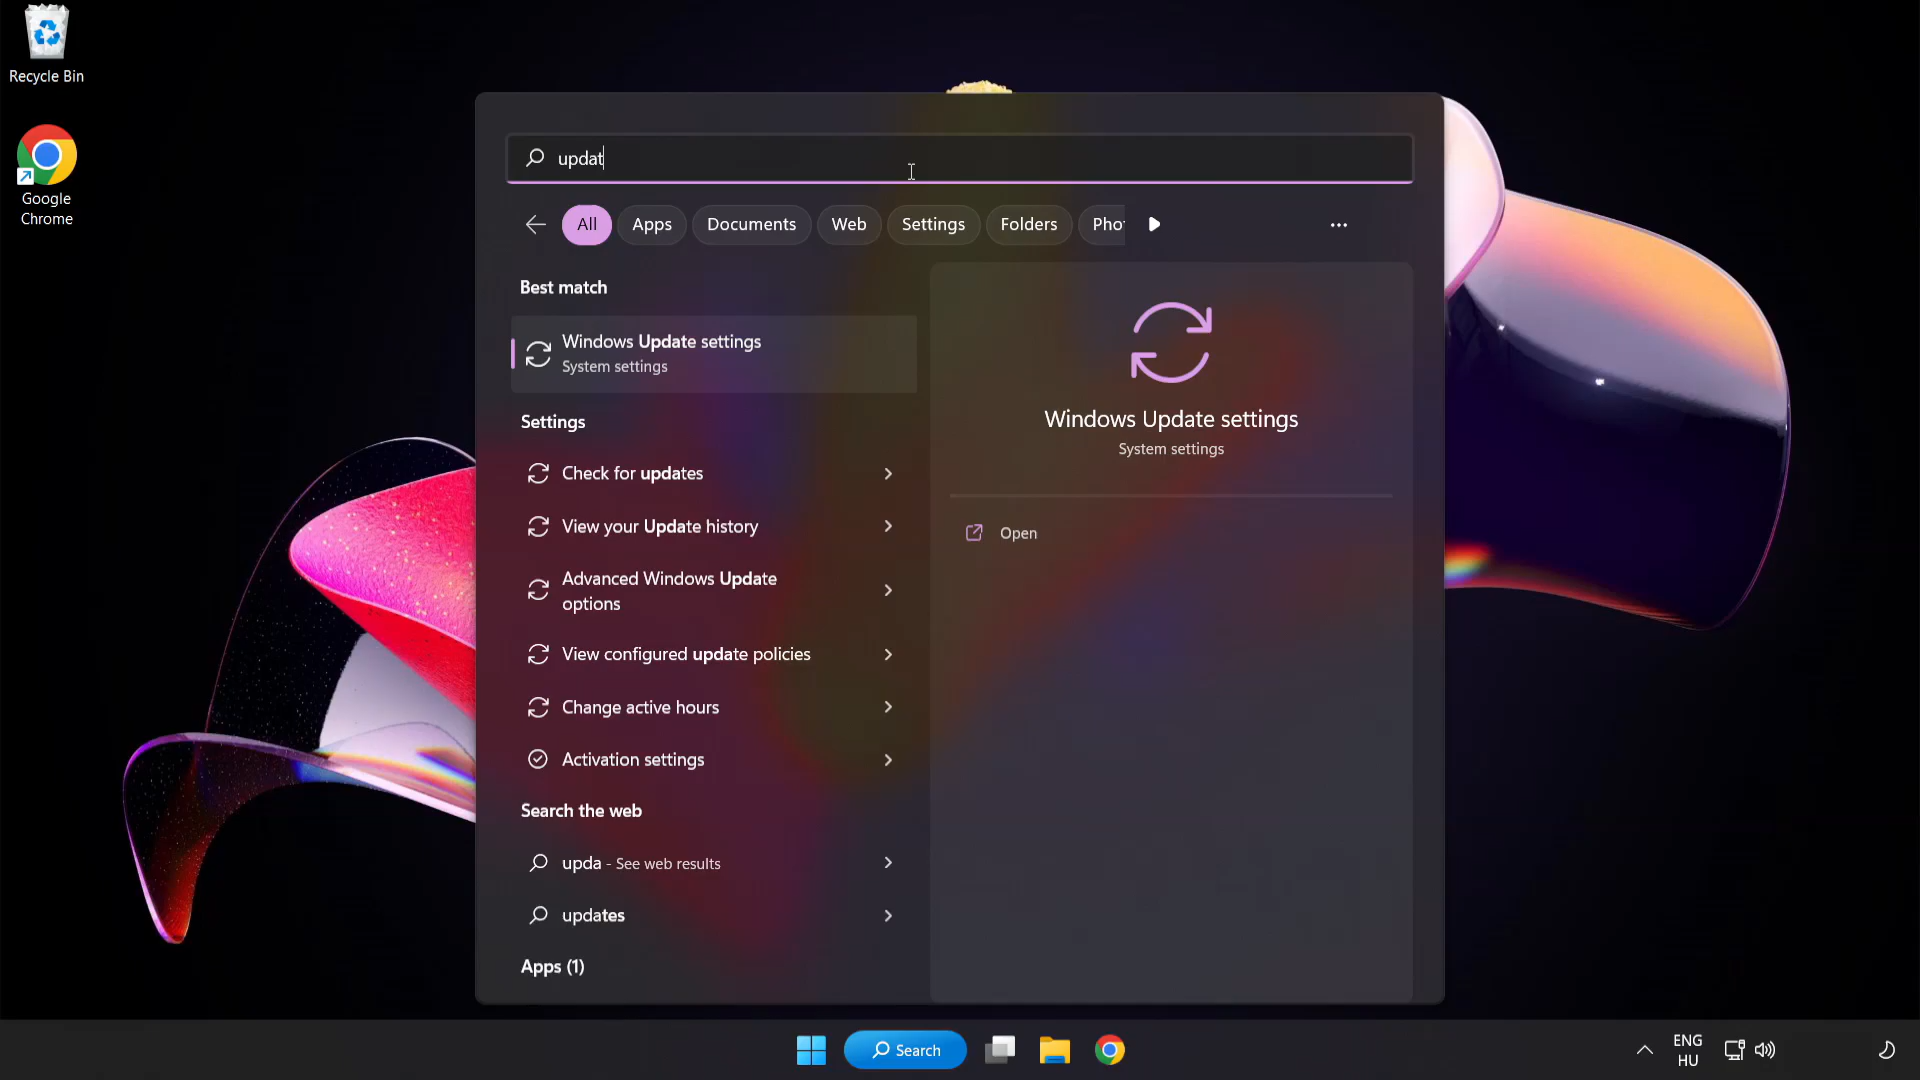 Recycle Bin
Google
Chrome
updat
All
Apps
Documents
Web
Settings
Folders
Pho
Best match
Windows Update settings
System settings
Settings
Check for updates
View your Update history
Advanced Windows Update
options
View configured update policies
Change active hours
Activation settings
Search the web
upda - See web results
updates
Apps (1)
Windows Update settings
System settings
Open
Search
ENG
HU